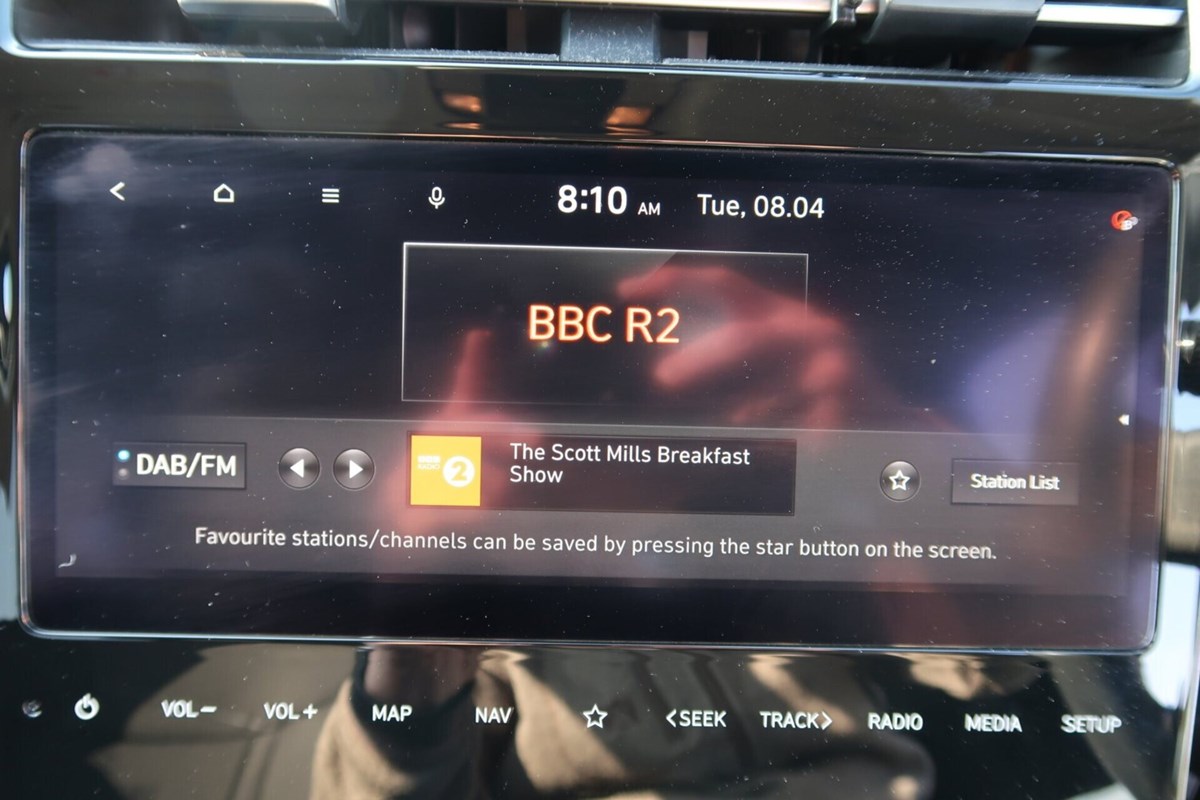 8:10 AM Tue, 08.04
BBC R2
DAB/FM
2
The Scott Mills Breakfast
Show
Station List
Favourite stations/channels can be saved by pressing the star button on the screen.
VOL− VOL+ MAP NAV <SEEK TRACK> RADIO MEDIA SETUP